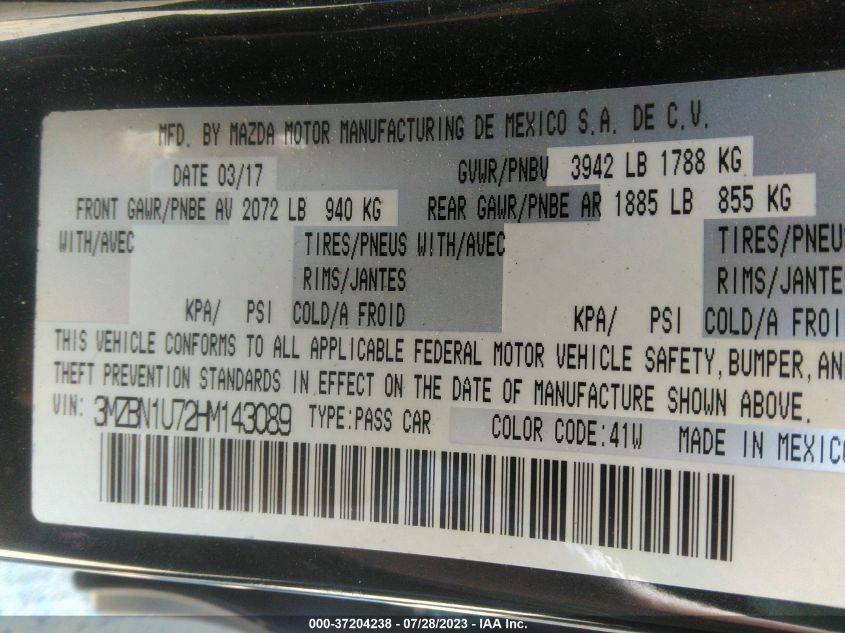 MFD. BY MAZDA MOTOR MANUFACTURING DE MEXICO S.A. DE C.V.
DATE 03/17 GVWR/PNBV 3942 LB 1788 KG
FRONT GAWR/PNBE AV 2072 LB 940 KG REAR GAWR/PNBE AR 1885 LB 855 KG
WITH/AVEC TIRES/PNEUS WITH/AVEC TIRES/PNEU
RIMS/JANTES RIMS/JANTES
KPA/ PSI COLD/A FROID KPA/ PSI COLD/A FROI
THIS VEHICLE CONFORMS TO ALL APPLICABLE FEDERAL MOTOR VEHICLE SAFETY, BUMPER, AN
THEFT PREVENTION STANDARDS IN EFFECT ON THE DATE OF MANUFACTURE SHOWN ABOVE.
VIN: 3MZBN1U72HM143089 TYPE:PASS CAR COLOR CODE:41W MADE IN MEXICO
000-37204238 - 07/28/2023 - IAA Inc.